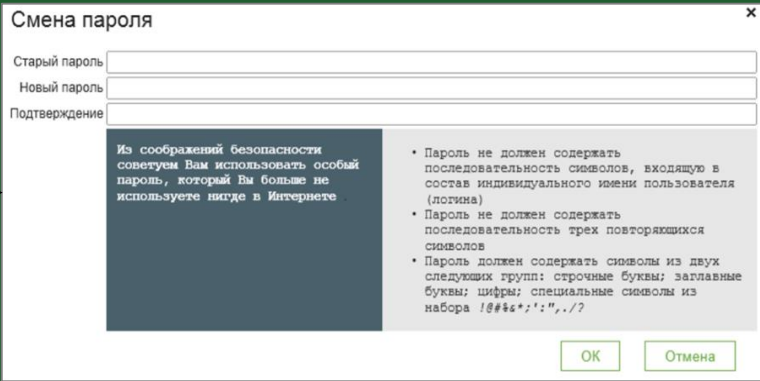 Смена пароля
×
Старый пароль
Новый пароль
Подтверждение
Из соображений безопасности
советуем Вам использовать особый
пароль, который Вы больше не
используете нигде в Интернете .
• Пароль не должен содержать
последовательность символов, входящую в
состав индивидуального имени пользователя
(логина)
• Пароль не должен содержать
последовательность трех повторяющихся
символов
• Пароль должен содержать символы из двух
следующих групп: строчные буквы; заглавные
буквы; цифры; специальные символы из
набора !@#%&*;':",./?
ОК
Отмена